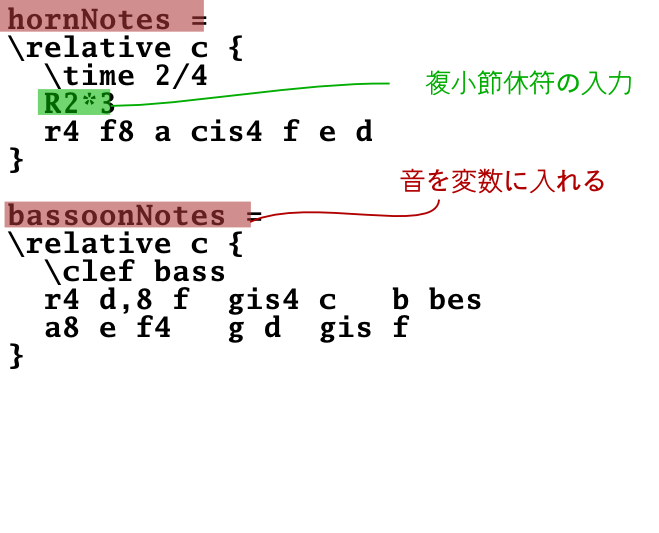 hornNotes =
\relative c {
\time 2/4
R2*3
複小節休符の入力
r4 f8 a cis4 f e d
}
音を変数に入れる
bassoonNotes =
\relative c {
\clef bass
r4 d,8 f gis4 c b bes
a8 e f4 g d gis f
}